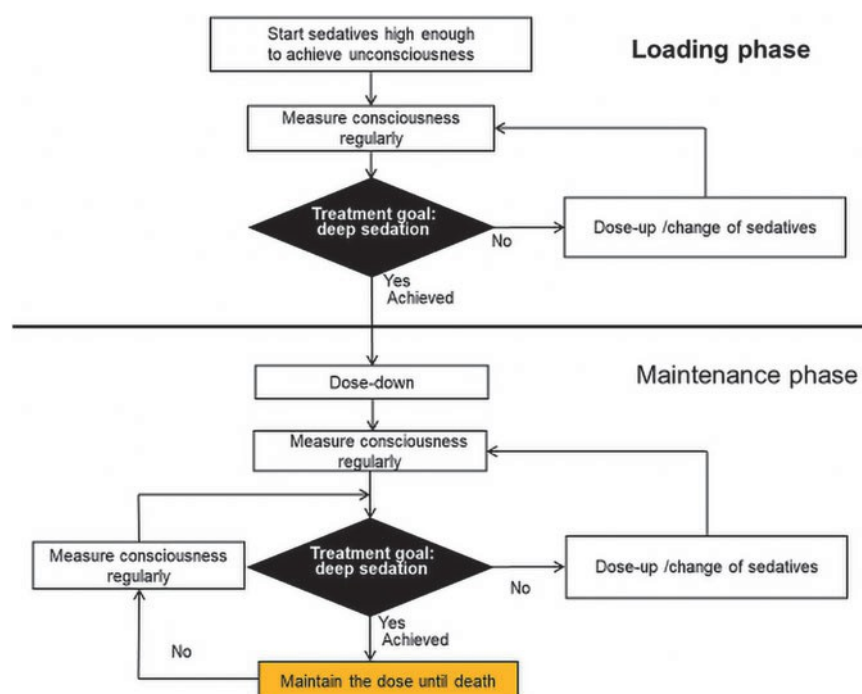 Start sedatives high enough
to achieve unconsciousness
Loading phase
Measure consciousness
regularly
Treatment goal:
deep sedation
No
Dose-up /change of sedatives
Yes
Achieved
Dose-down
Maintenance phase
Measure consciousness
regularly
Measure consciousness
regularly
Treatment goal:
deep sedation
No
Dose-up /change of sedatives
Yes
Achieved
No
Maintain the dose until death